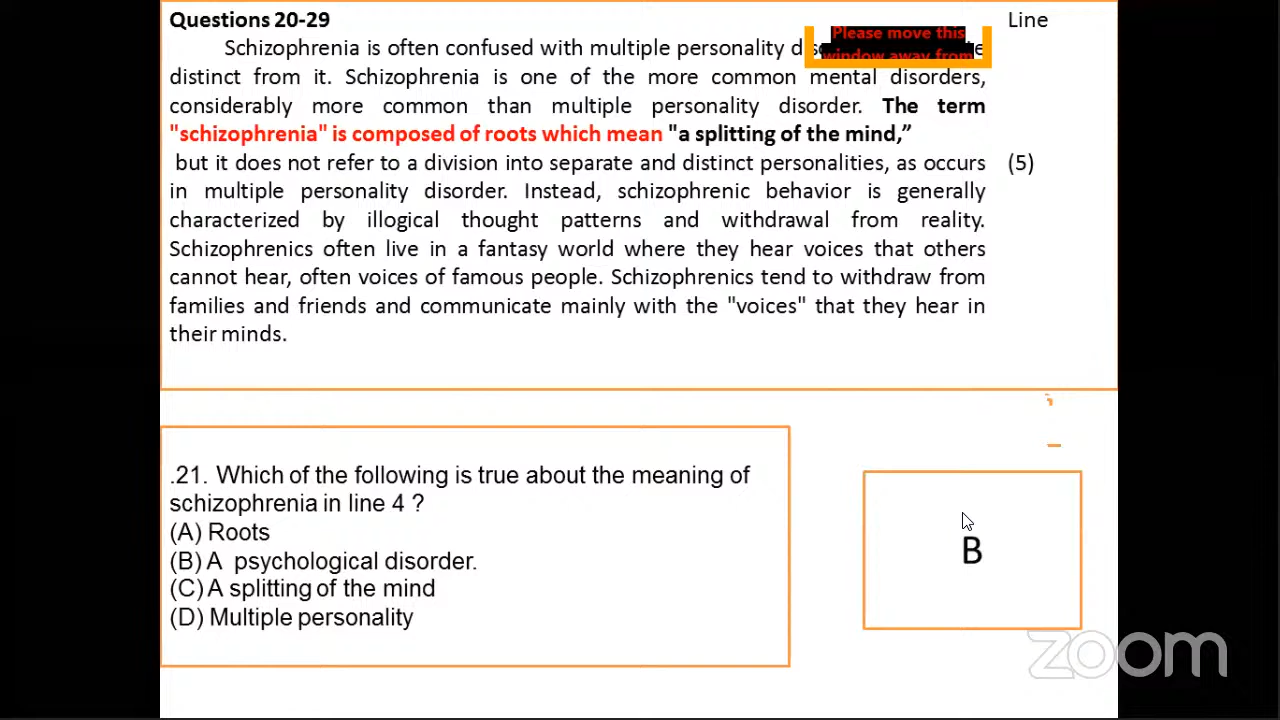 Questions 20-29
Line
Schizophrenia is often confused with multiple personality
Please move this
window away from
distinct from it. Schizophrenia is one of the more common mental disorders,
considerably more common than multiple personality disorder. The term
"schizophrenia" is composed of roots which mean "a splitting of the mind,”
but it does not refer to a division into separate and distinct personalities, as occurs
(5)
in multiple personality disorder. Instead, schizophrenic behavior is generally
characterized by illogical thought patterns and withdrawal from reality.
Schizophrenics often live in a fantasy world where they hear voices that others
cannot hear, often voices of famous people. Schizophrenics tend to withdraw from
families and friends and communicate mainly with the "voices" that they hear in
their minds.
.21. Which of the following is true about the meaning of
schizophrenia in line 4 ?
(A) Roots
(B) A psychological disorder.
(C) A splitting of the mind
(D) Multiple personality
B
zoom